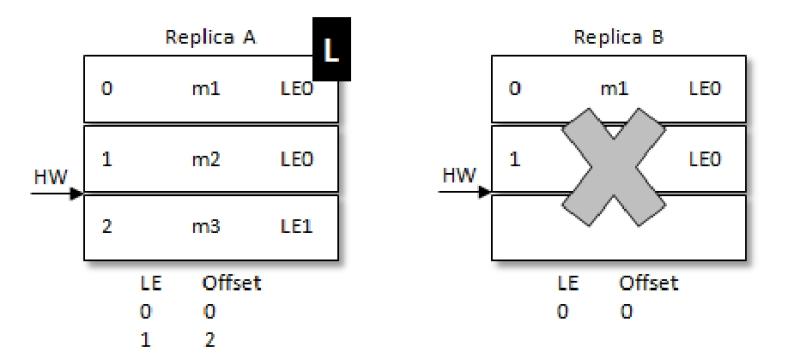 Replica A
L
0 m1 LE0
1 m2 LE0
HW
2 m3 LE1
LE Offset
0 0
1 2
Replica B
0 m1 LE0
1 LE0
HW
LE Offset
0 0